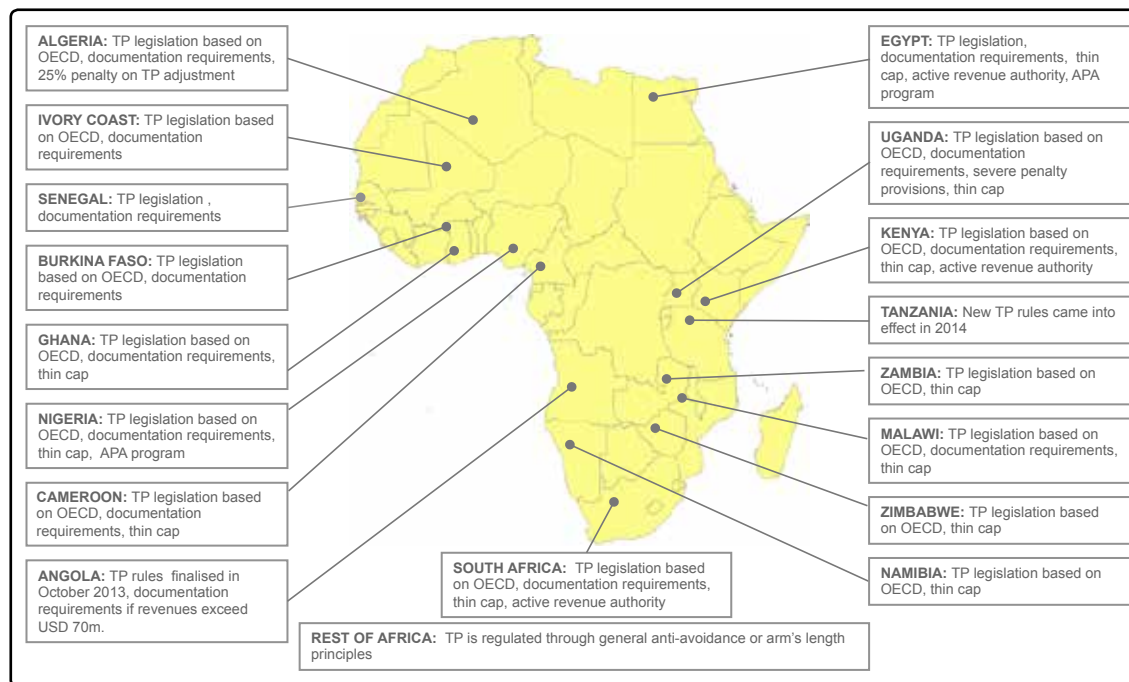 ALGERIA: TP legislation based on
OECD, documentation requirements,
25% penalty on TP adjustment
IVORY COAST: TP legislation based
on OECD, documentation
requirements
SENEGAL: TP legislation ,
documentation requirements
BURKINA FASO: TP legislation
based on OECD, documentation
requirements
GHANA: TP legislation based on
OECD, documentation requirements,
thin cap
NIGERIA: TP legislation based on
OECD, documentation requirements,
thin cap, APA program
CAMEROON: TP legislation based
on OECD, documentation
requirements, thin cap
ANGOLA: TP rules finalised in
October 2013, documentation
requirements if revenues exceed
USD 70m.
EGYPT: TP legislation,
documentation requirements, thin
cap, active revenue authority, APA
program
UGANDA: TP legislation based on
OECD, documentation
requirements, severe penalty
provisions, thin cap
KENYA: TP legislation based on
OECD, documentation requirements,
thin cap, active revenue authority
TANZANIA: New TP rules came into
effect in 2014
ZAMBIA: TP legislation based on
OECD, thin cap
MALAWI: TP legislation based on
OECD, documentation requirements,
thin cap
ZIMBABWE: TP legislation based
on OECD, thin cap
NAMIBIA: TP legislation based on
OECD, thin cap
SOUTH AFRICA: TP legislation based
on OECD, documentation requirements,
thin cap, active revenue authority
REST OF AFRICA: TP is regulated through general anti-avoidance or arm's length
principles